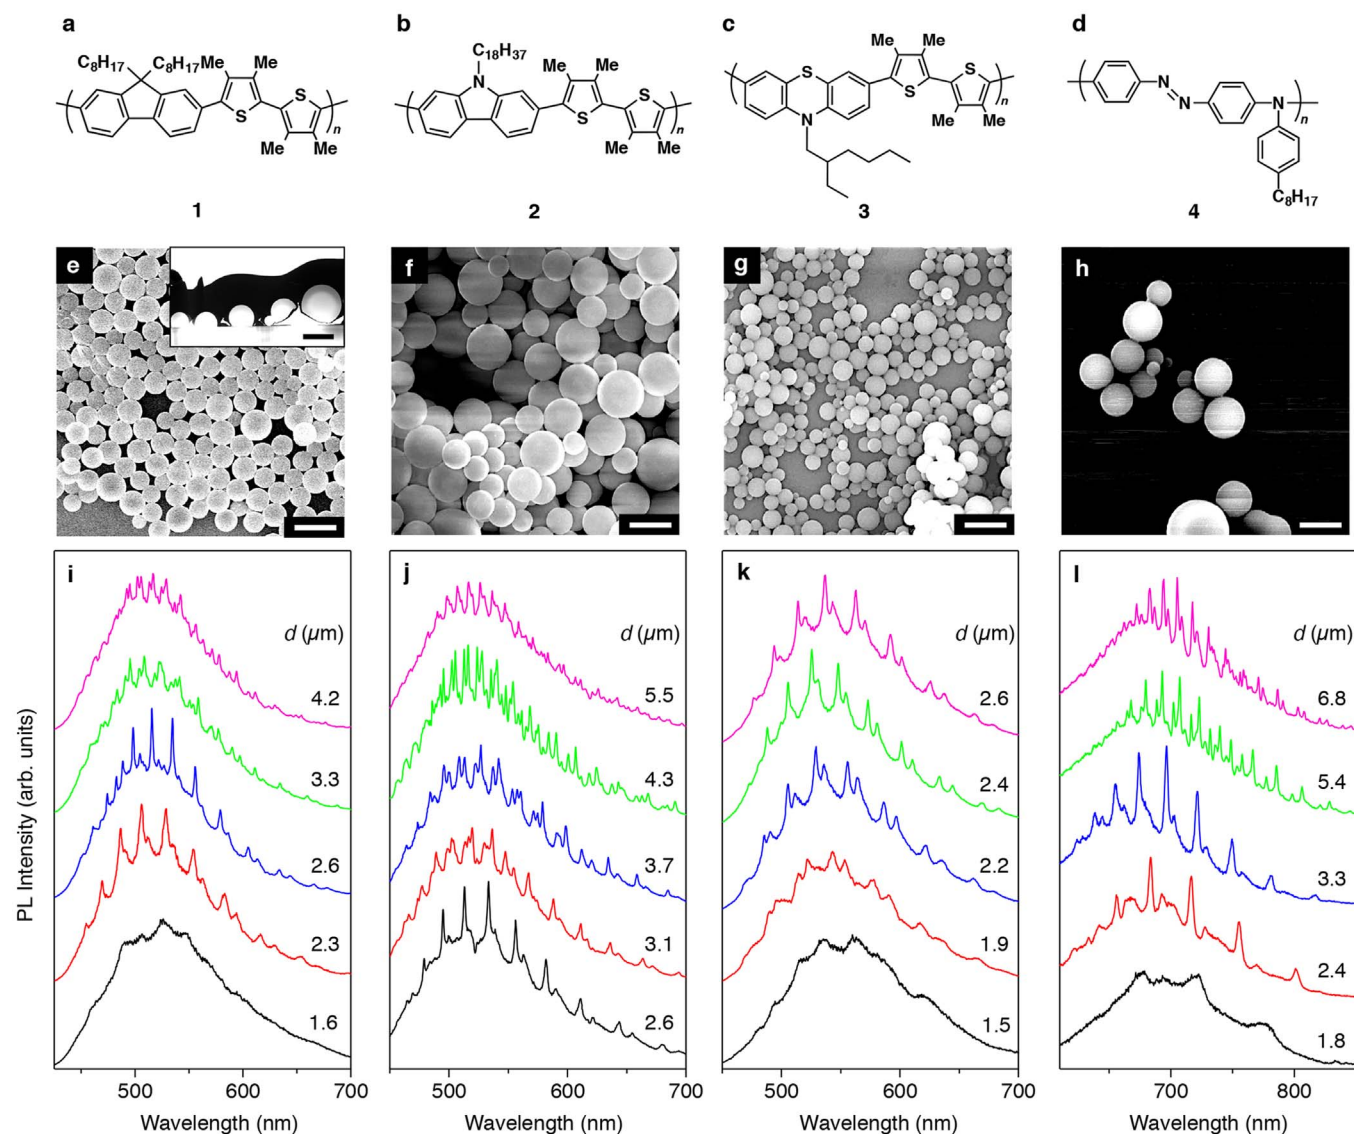 a
b
c
d
C8H17
C8H17
Me
Me
S
S
Me
Me
n
1
C18H37
N
Me
Me
S
S
Me
Me
n
2
S
N
Me
Me
S
S
Me
Me
n
3
N
N
N
n
C8H17
4
e
f
g
h
PL Intensity (arb. units)
i
d (µm)
4.2
3.3
2.6
2.3
1.6
500
600
700
Wavelength (nm)
j
d (µm)
5.5
4.3
3.7
3.1
2.6
500
600
700
Wavelength (nm)
k
d (µm)
2.6
2.4
2.2
1.9
1.5
500
600
700
Wavelength (nm)
l
d (µm)
6.8
5.4
3.3
2.4
1.8
700
800
Wavelength (nm)